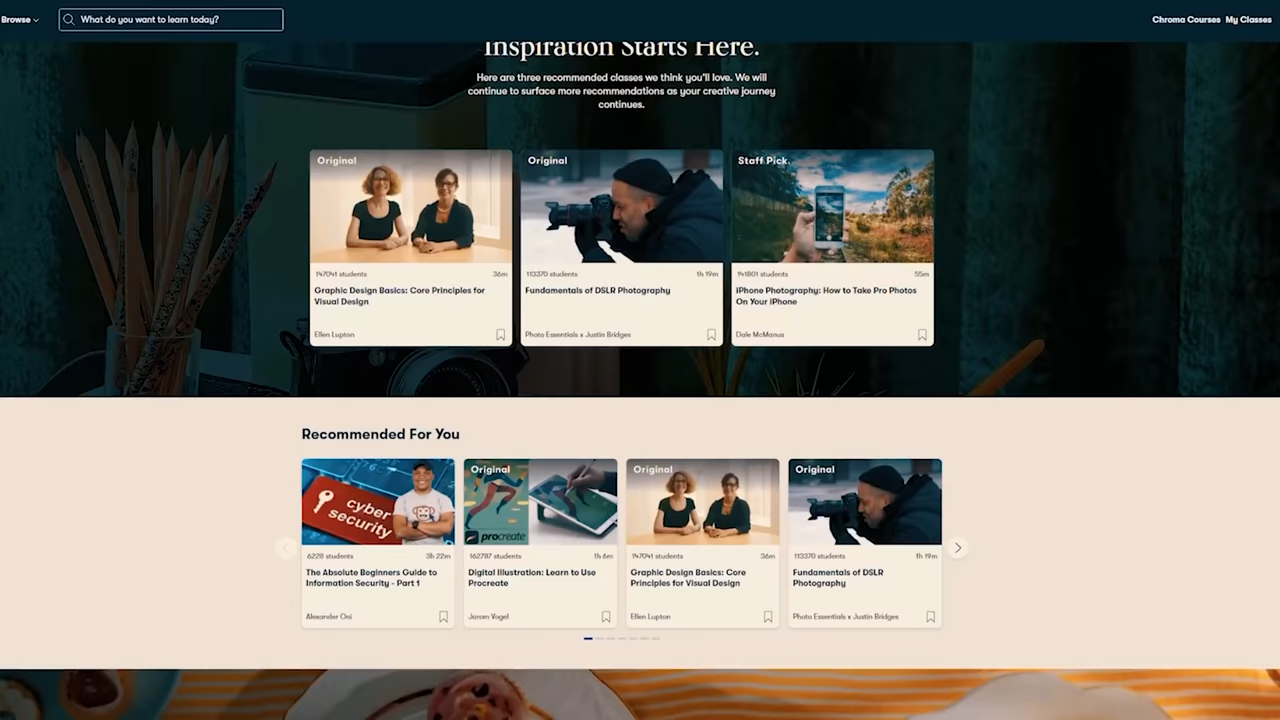 Browse
What do you want to learn today?
Chroma Courses My Classes
Inspiration Starts Here.
Here are three recommended classes we think you'll love. We will
continue to surface more recommendations as your creative journey
continues.
Original
147041 students 36m
Graphic Design Basics: Core Principles for
Visual Design
Ellen Lupton
Original
113370 students 1h 19m
Fundamentals of DSLR Photography
Photo Essentials x Justin Bridges
Staff Pick
141801 students 55m
iPhone Photography: How to Take Pro Photos
On Your iPhone
Dale McManus
Recommended For You
cyber
security
6228 students 3h 22m
The Absolute Beginners Guide to
Information Security - Part 1
Alexander Oni
Original
procreate
162787 students 1h 6m
Digital Illustration: Learn to Use
Procreate
Jarom Vogel
Original
147041 students 36m
Graphic Design Basics: Core
Principles for Visual Design
Ellen Lupton
Original
113370 students 1h 19m
Fundamentals of DSLR
Photography
Photo Essentials x Justin Bridges